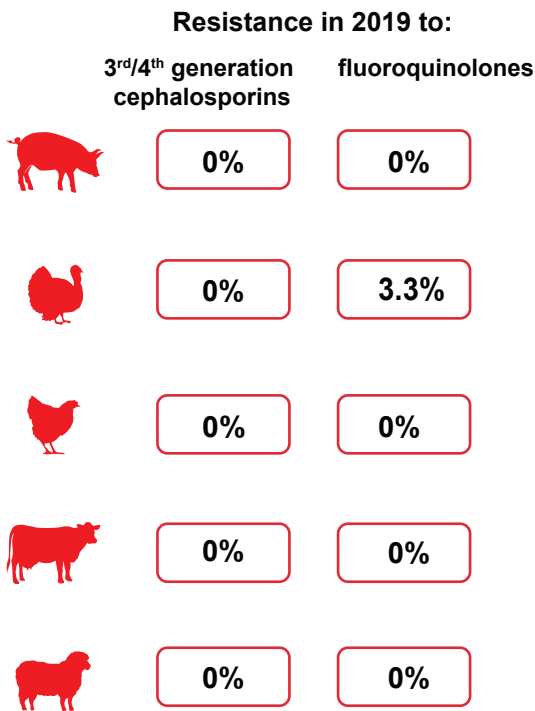 Resistance in 2019 to:
3rd/4th generation cephalosporins
fluoroquinolones
0% 0%
0% 3.3%
0% 0%
0% 0%
0% 0%